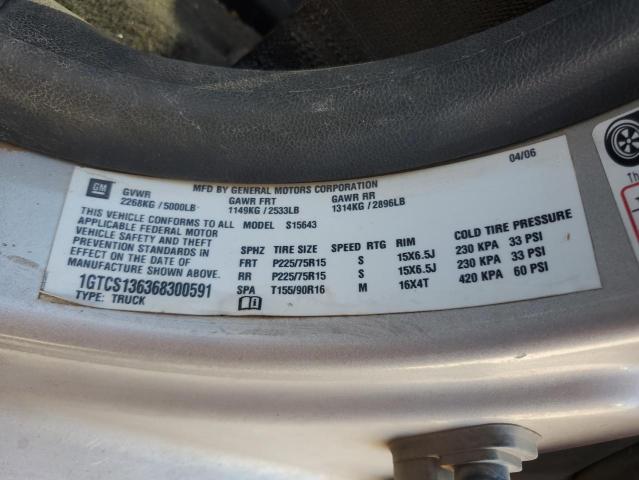 04/06
MFD BY GENERAL MOTORS CORPORATION
GM
GVWR GAWR FRT GAWR RR
2268KG / 5000LB 1149KG / 2533LB 1314KG / 2896LB
THIS VEHICLE CONFORMS TO ALL
APPLICABLE FEDERAL MOTOR
VEHICLE SAFETY AND THEFT
PREVENTION STANDARDS IN
EFFECT ON THE DATE OF
MANUFACTURE SHOWN ABOVE.
1GTCS136368300591
TYPE: TRUCK
MODEL S15643
SPHZ TIRE SIZE SPEED RTG RIM COLD TIRE PRESSURE
FRT P225/75R15 S 15X6.5J 230 KPA 33 PSI
RR P225/75R15 S 15X6.5J 230 KPA 33 PSI
SPA T155/90R16 M 16X4T 420 KPA 60 PSI